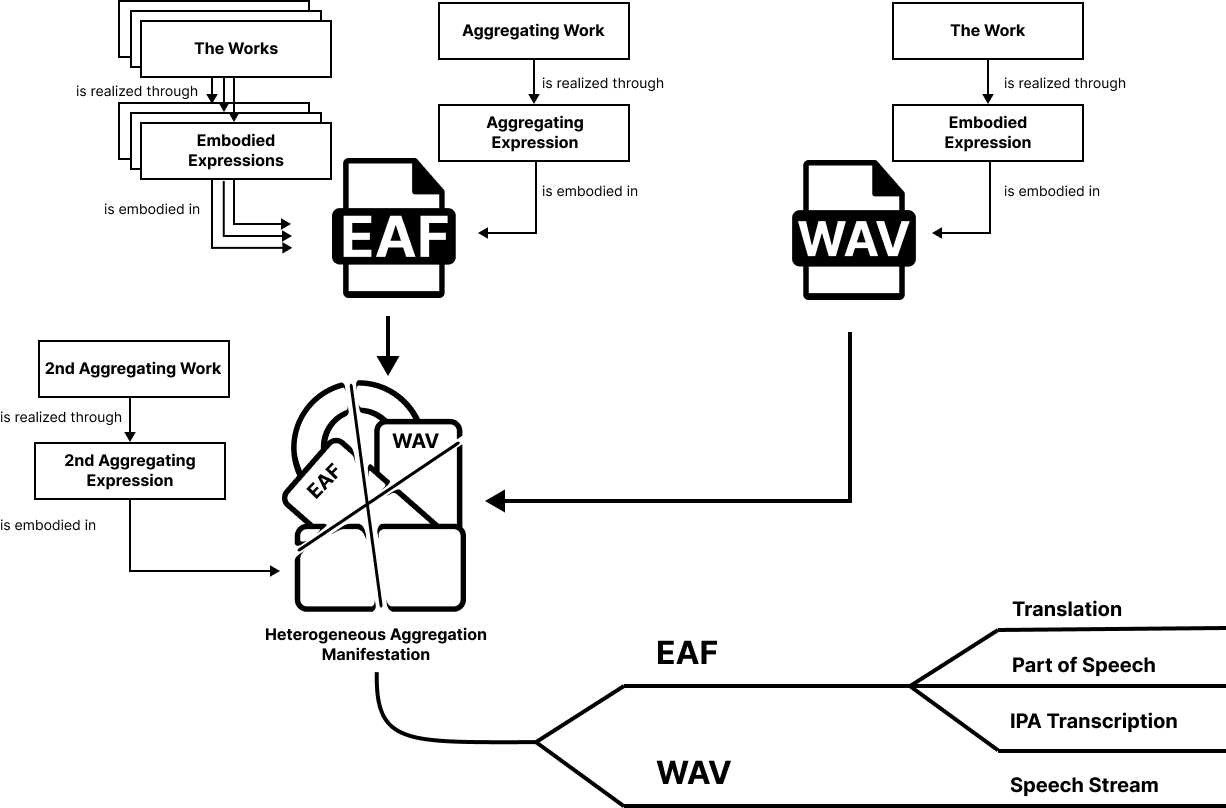 The Works
is realized through
Embodied
Expressions
is embodied in
Aggregating Work
is realized through
Aggregating
Expression
is embodied in
EAF
The Work
is realized through
Embodied
Expression
is embodied in
WAV
2nd Aggregating Work
is realized through
2nd Aggregating
Expression
is embodied in
WAV
EAF
Heterogeneous Aggregation
Manifestation
EAF
Translation
Part of Speech
IPA Transcription
WAV
Speech Stream